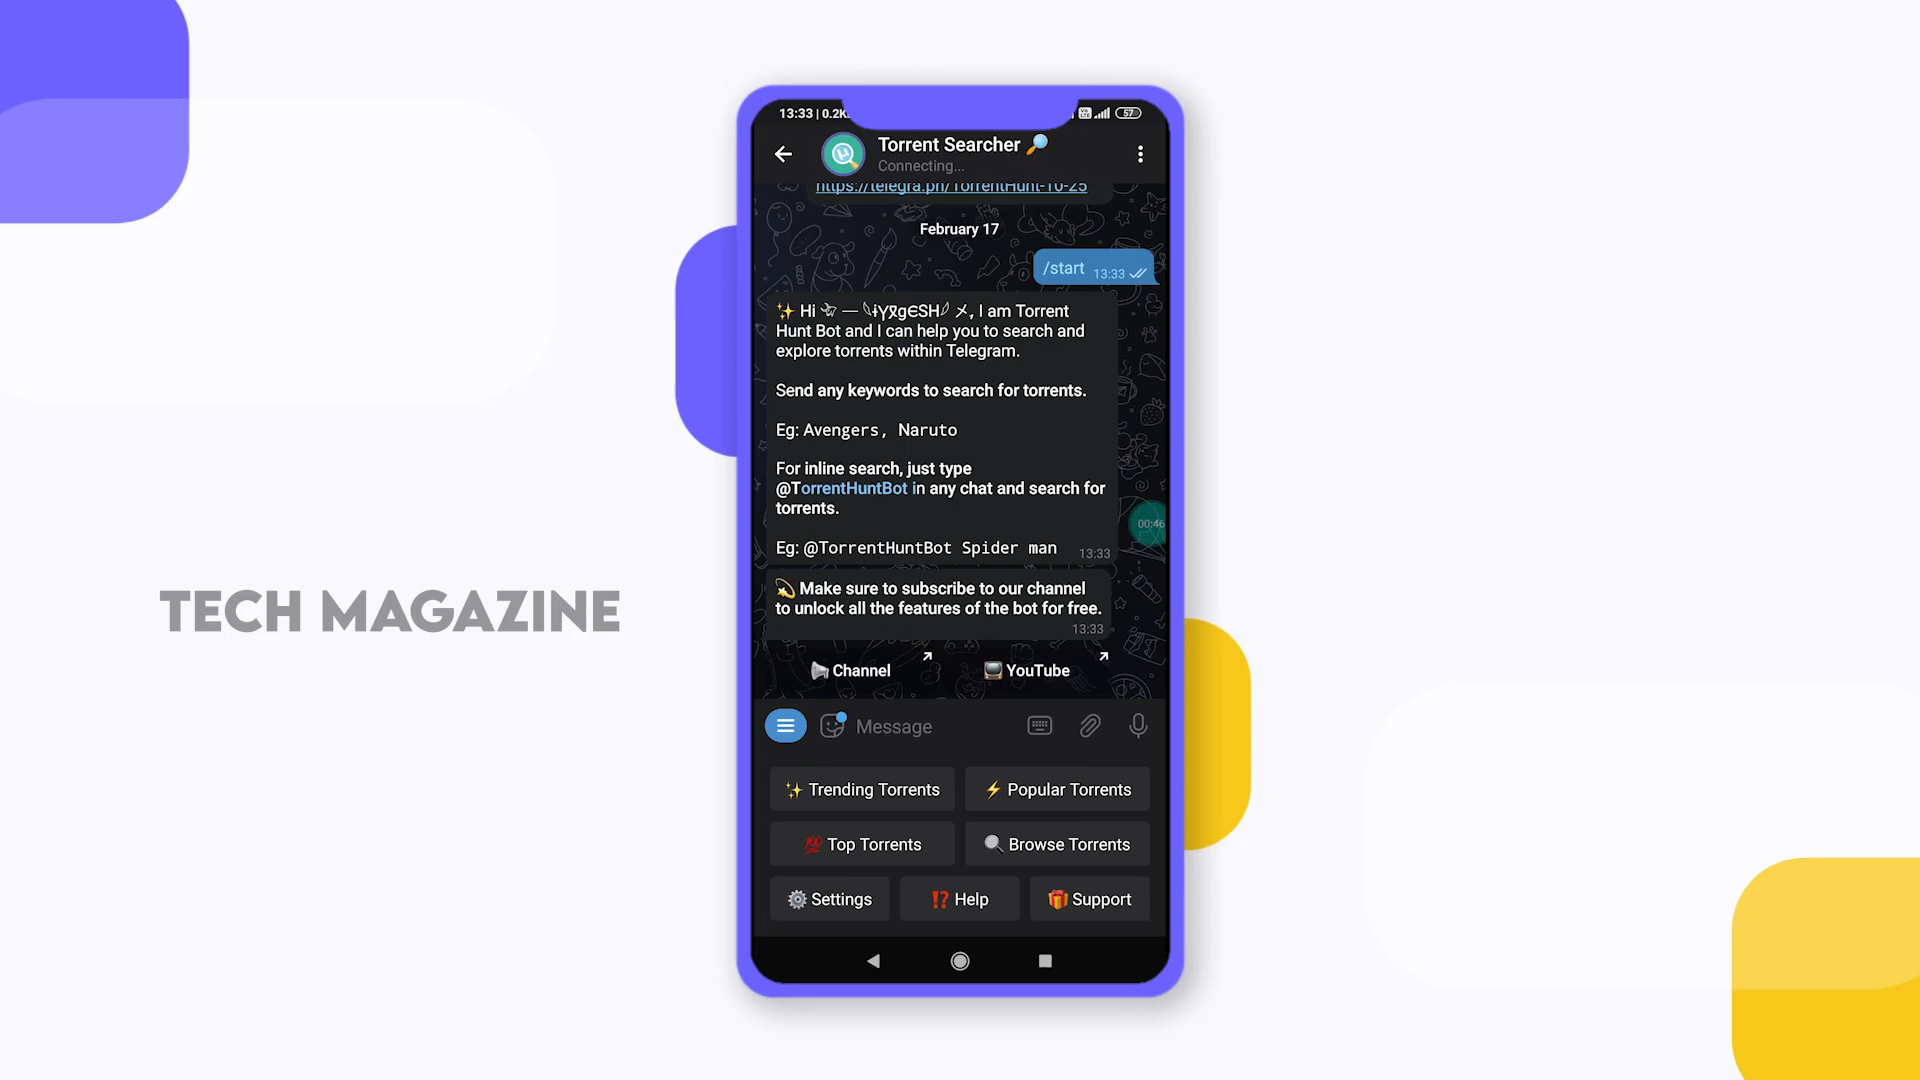 13:33 | 0.2K
57
Torrent Searcher 🔎
Connecting...
https://telegra.ph/TorrentHunt-10-25
February 17
/start 13:33
✨ Hi — I am Torrent
Hunt Bot and I can help you to search and
explore torrents within Telegram.
Send any keywords to search for torrents.
Eg: Avengers, Naruto
For inline search, just type
@TorrentHuntBot in any chat and search for
torrents.
Eg: @TorrentHuntBot Spider man 13:33
00:46
💫 Make sure to subscribe to our channel
to unlock all the features of the bot for free.
13:33
TECH MAGAZINE
📢 Channel
📺 YouTube
Message
✨ Trending Torrents
⚡ Popular Torrents
💯 Top Torrents
🔍 Browse Torrents
⚙️ Settings
⁉️ Help
🎁 Support